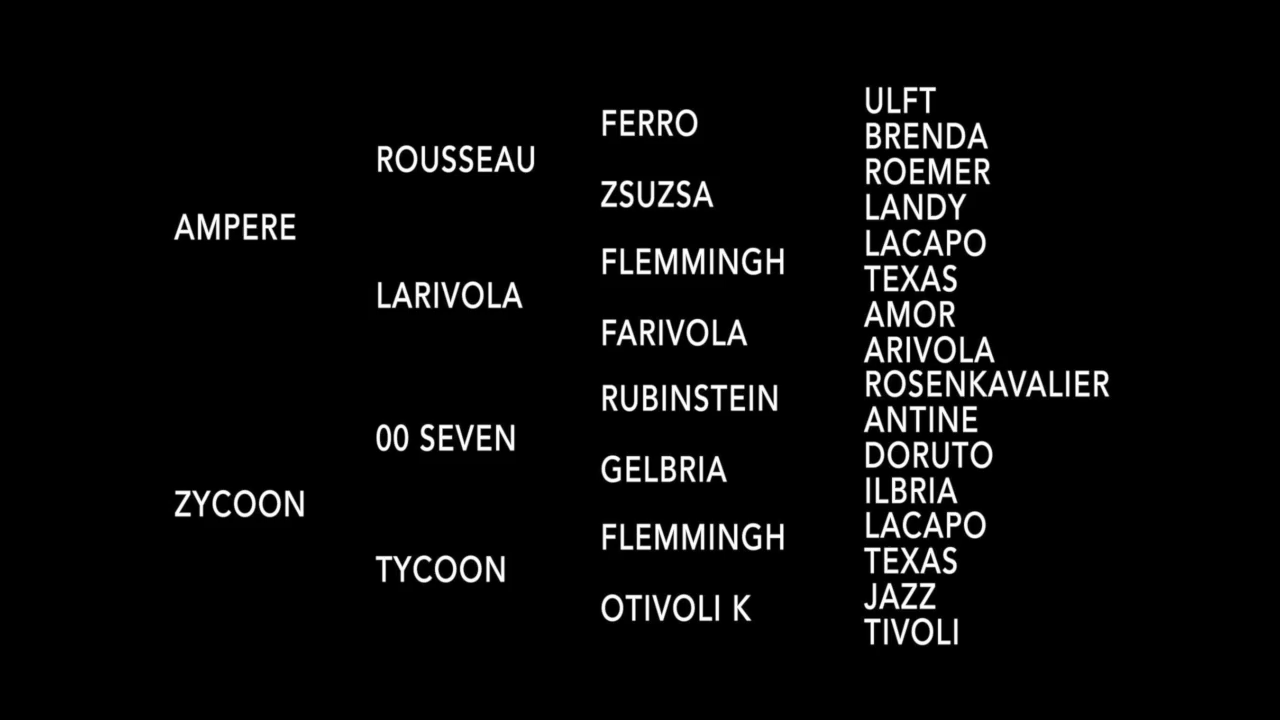 AMPERE
ZYCOON
ROUSSEAU
LARIVOLA
00 SEVEN
TYCOON
FERRO
ZSUZSA
FLEMMINGH
FARIVOLA
RUBINSTEIN
GELBRIA
FLEMMINGH
OTIVOLI K
ULFT
BRENDA
ROEMER
LANDY
LACAPO
TEXAS
AMOR
ARIVOLA
ROSENKAVALIER
ANTINE
DORUTO
ILBRIA
LACAPO
TEXAS
JAZZ
TIVOLI